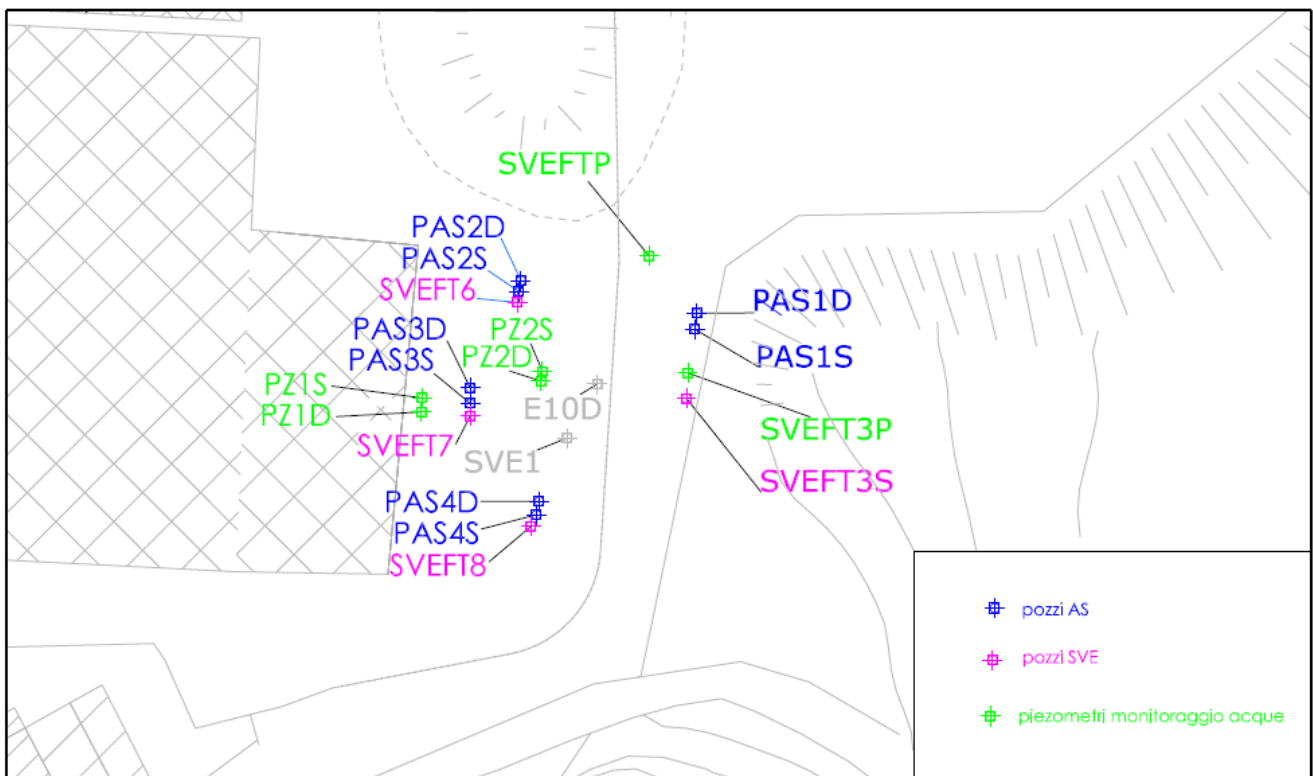 SVEFTP
PAS2D
PAS2S
SVEFT6
PAS1D
PAS3D
PZ2S
PAS3S
PZ2D
PAS1S
PZ1S
PZ1D
E10D
SVEFT3P
SVEFT7
SVE1
SVEFT3S
PAS4D
PAS4S
SVEFT8
pozzi AS
pozzi SVE
piezometri monitoraggio acque